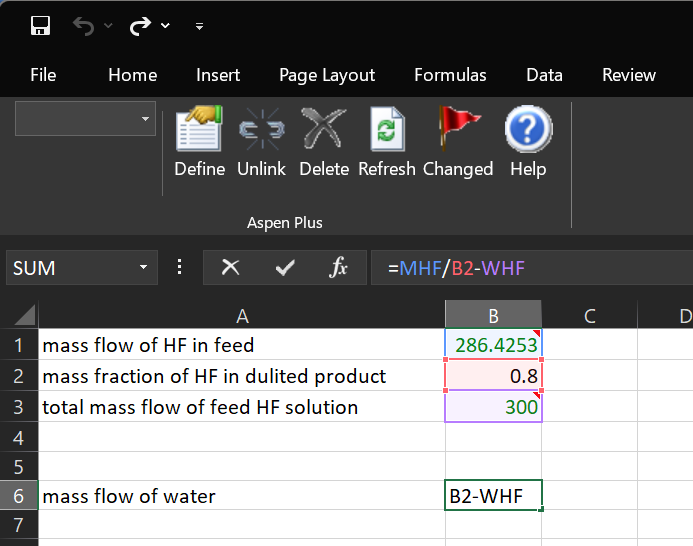 File Home Insert Page Layout Formulas Data Review
Define Unlink Delete Refresh Changed Help
Aspen Plus
SUM fx =MHF/B2-WHF
A B C D
1 mass flow of HF in feed 286.4253
2 mass fraction of HF in dulited product 0.8
3 total mass flow of feed HF solution 300
4
5
6 mass flow of water B2-WHF
7